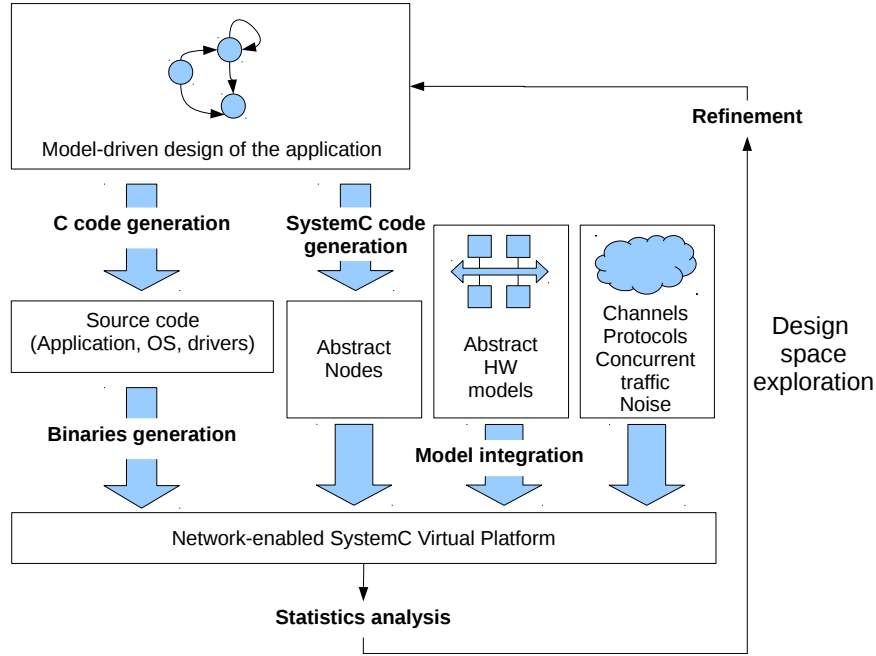 Model-driven design of the application
Refinement
C code generation
SystemC code
generation
Source code
(Application, OS, drivers)
Abstract
Nodes
Abstract
HW
models
Channels
Protocols
Concurrent
traffic
Noise
Design
space
exploration
Binaries generation
Model integration
Network-enabled SystemC Virtual Platform
Statistics analysis